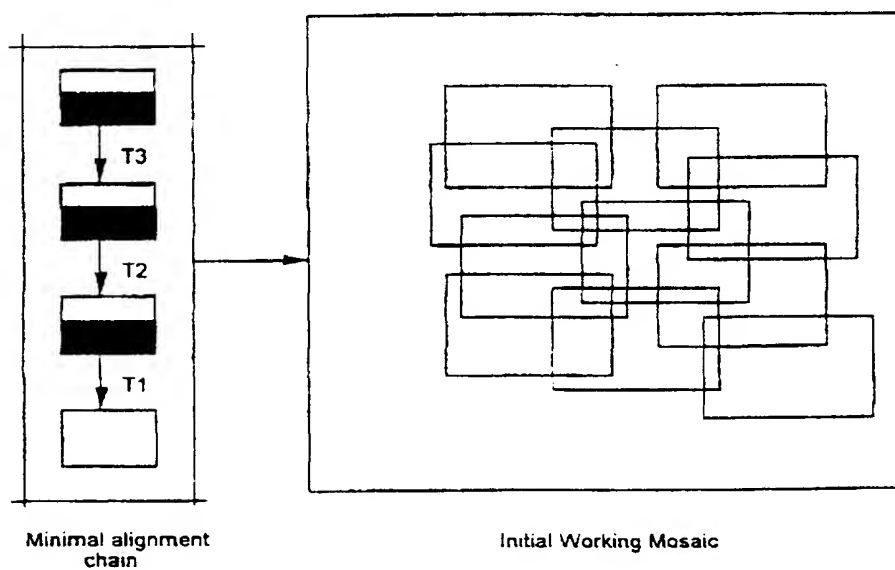 T3
T2
T1
Minimal alignment
chain
Initial Working Mosaic